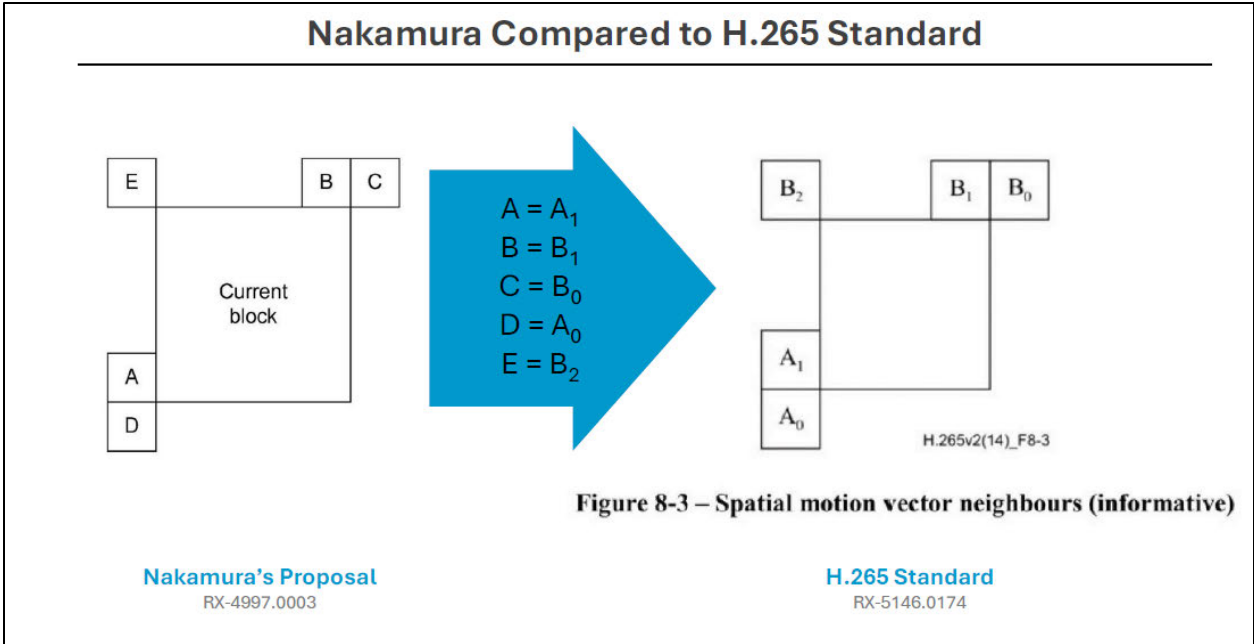 Nakamura Compared to H.265 Standard
E
B
C
Current
block
A
D
A = A₁
B = B₁
C = B₀
D = A₀
E = B₂
B₂
B₁
B₀
A₁
A₀
H.265v2(14)_F8-3
Figure 8-3 – Spatial motion vector neighbours (informative)
Nakamura's Proposal
RX-4997.0003
H.265 Standard
RX-5146.0174